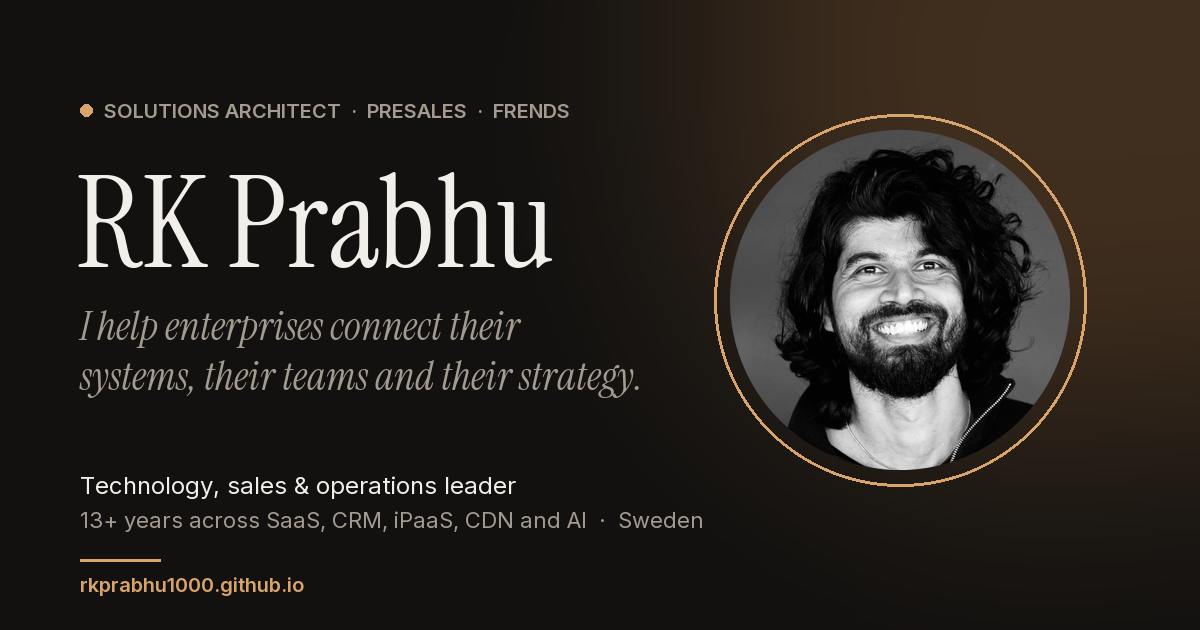 SOLUTIONS ARCHITECT · PRESALES · FRENDS
RK Prabhu
I help enterprises connect their
systems, their teams and their strategy.
Technology, sales & operations leader
13+ years across SaaS, CRM, iPaaS, CDN and AI · Sweden
rkprabhu1000.github.io